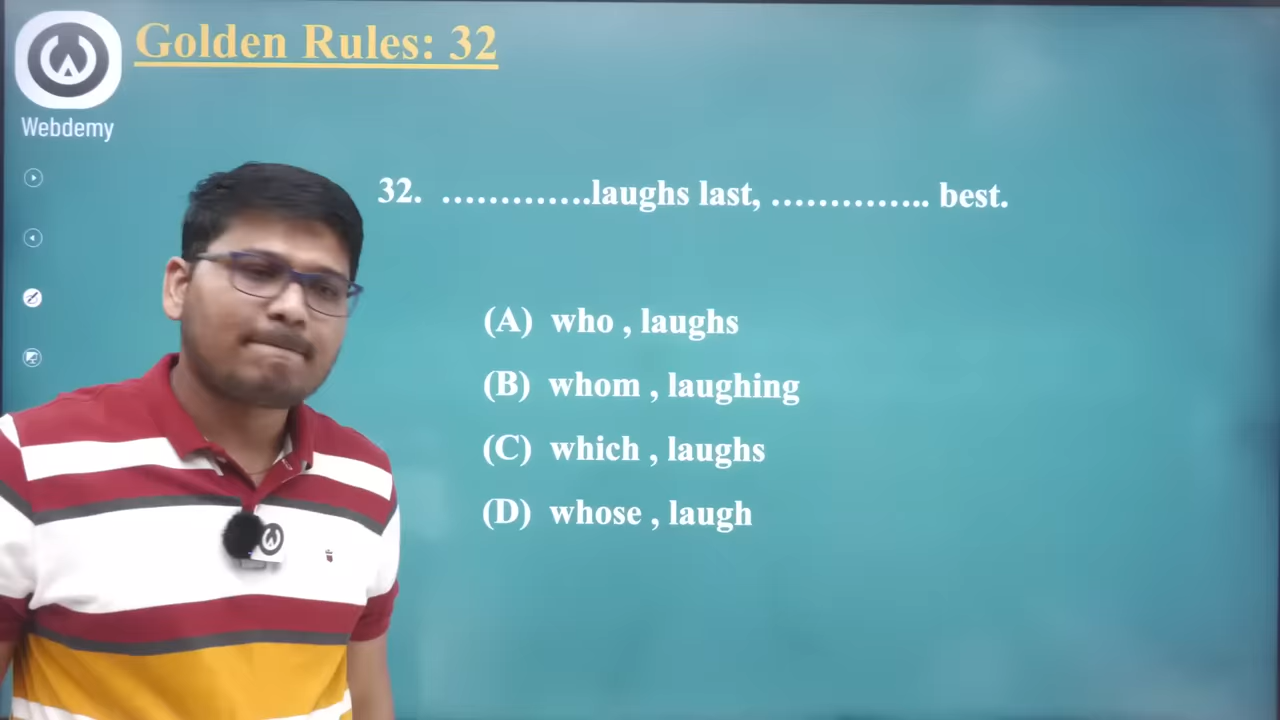 Golden Rules: 32
Webdemy
32. .............laughs last, .............. best.
(A) who , laughs
(B) whom , laughing
(C) which , laughs
(D) whose , laugh